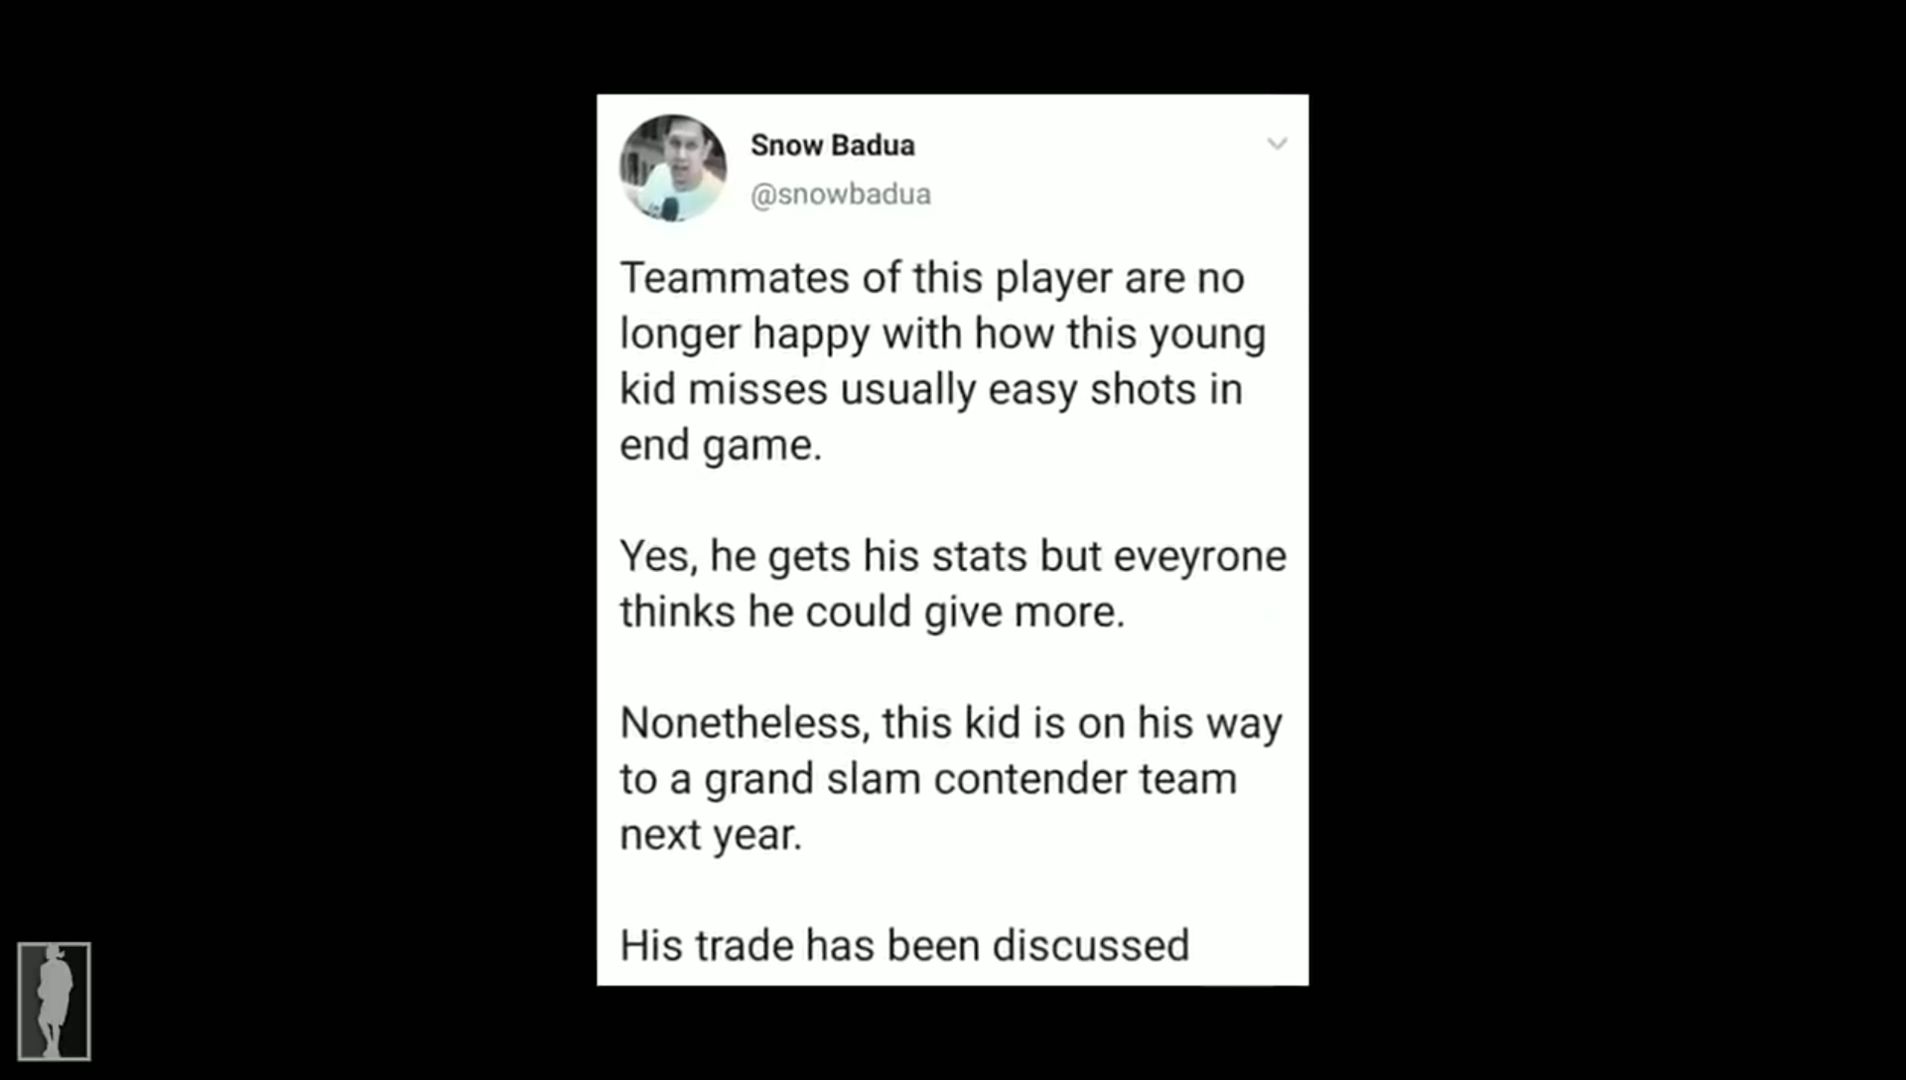 Snow Badua
@snowbadua
Teammates of this player are no
longer happy with how this young
kid misses usually easy shots in
end game.
Yes, he gets his stats but eveyrone
thinks he could give more.
Nonetheless, this kid is on his way
to a grand slam contender team
next year.
His trade has been discussed